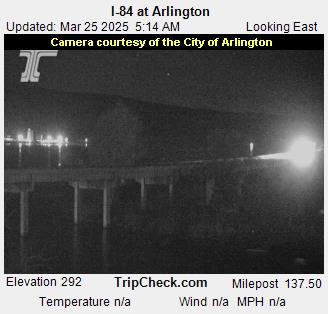 I-84 at Arlington
Updated: Mar 25 2025 5:14 AM Looking East
Camera courtesy of the City of Arlington
Elevation 292 TripCheck.com Milepost 137.50
Temperature n/a Wind n/a MPH n/a